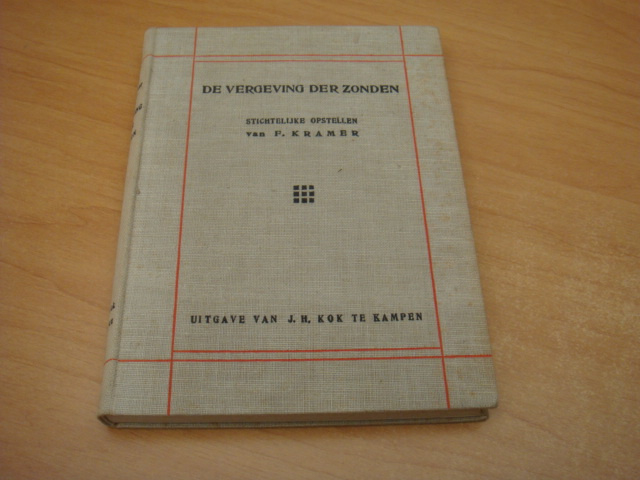 DE VERGEVING DER ZONDEN
STICHTELIJKE OPSTELLEN
van F. KRAMER
UITGAVE VAN J. H. KOK TE KAMPEN